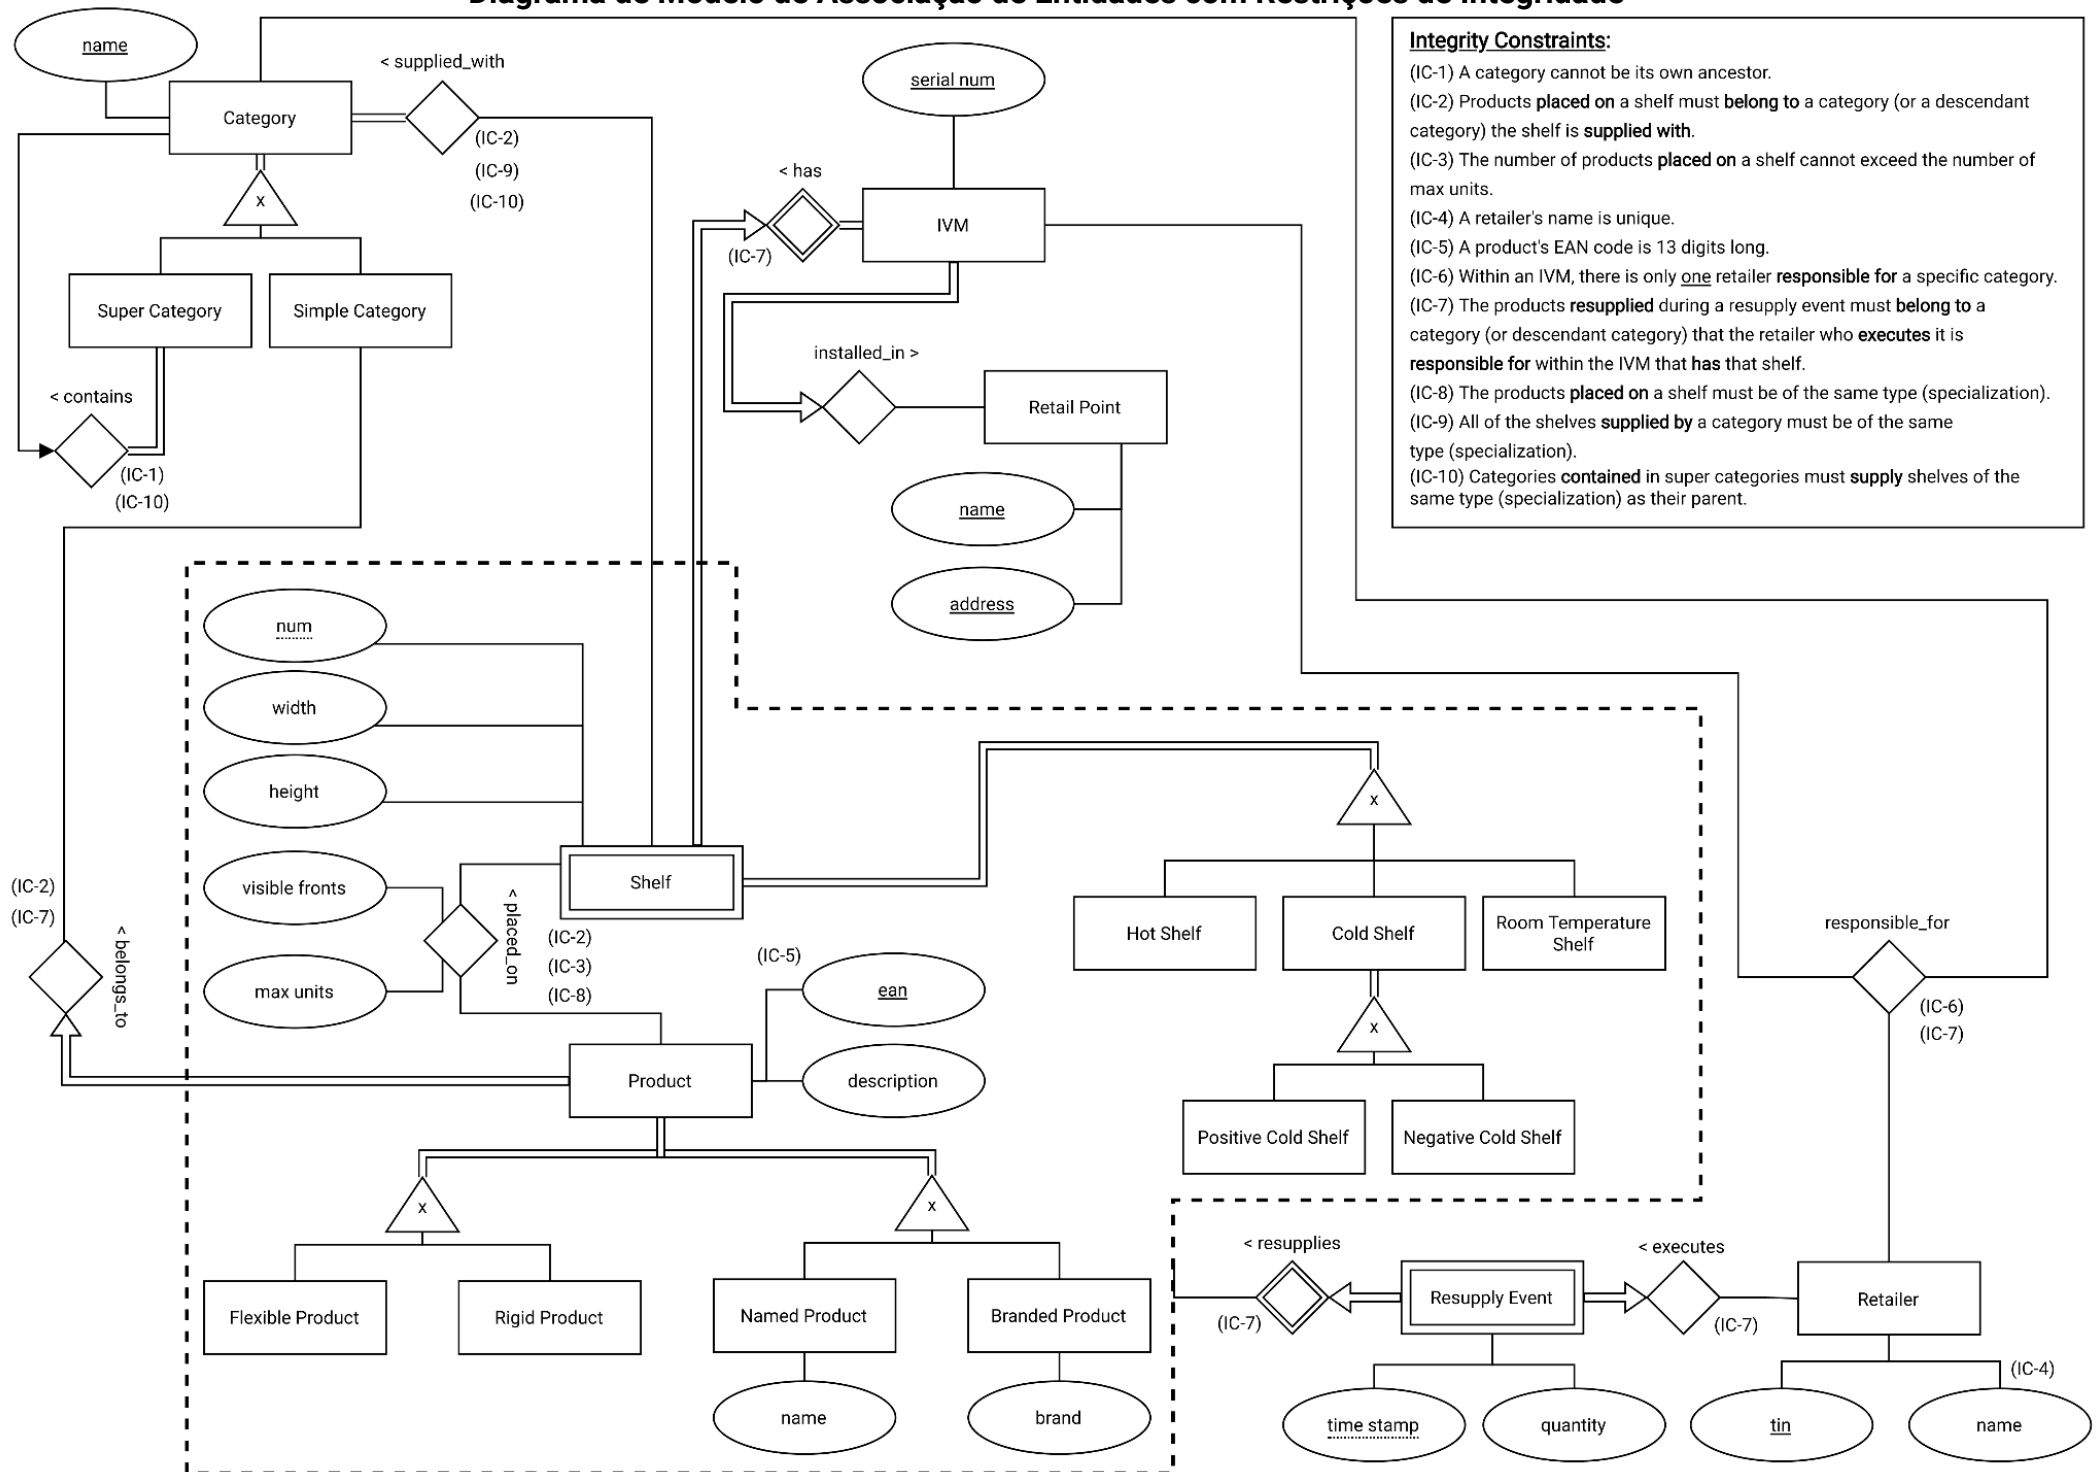 Diagrama do Modelo de Associação de Entidades com Restrições de Integridade
name
< supplied_with
Category
(IC-2)
(IC-9)
(IC-10)
x
Super Category
Simple Category
< contains
(IC-1)
(IC-10)
serial num
< has
IVM
(IC-7)
installed_in >
Retail Point
name
address
Integrity Constraints:
(IC-1) A category cannot be its own ancestor.
(IC-2) Products placed on a shelf must belong to a category (or a descendant
category) the shelf is supplied with.
(IC-3) The number of products placed on a shelf cannot exceed the number of
max units.
(IC-4) A retailer's name is unique.
(IC-5) A product's EAN code is 13 digits long.
(IC-6) Within an IVM, there is only one retailer responsible for a specific category.
(IC-7) The products resupplied during a resupply event must belong to a
category (or descendant category) that the retailer who executes it is
responsible for within the IVM that has that shelf.
(IC-8) The products placed on a shelf must be of the same type (specialization).
(IC-9) All of the shelves supplied by a category must be of the same
type (specialization).
(IC-10) Categories contained in super categories must supply shelves of the
same type (specialization) as their parent.
num
width
height
visible fronts
max units
Shelf
< placed_on
(IC-2)
(IC-3)
(IC-8)
(IC-2)
(IC-7)
< belongs_to
(IC-5)
ean
description
Product
x
x
Flexible Product
Rigid Product
Named Product
Branded Product
name
brand
x
Hot Shelf
Cold Shelf
Room Temperature
Shelf
x
Positive Cold Shelf
Negative Cold Shelf
responsible_for
(IC-6)
(IC-7)
< resupplies
(IC-7)
Resupply Event
< executes
(IC-7)
Retailer
time stamp
quantity
(IC-4)
tin
name